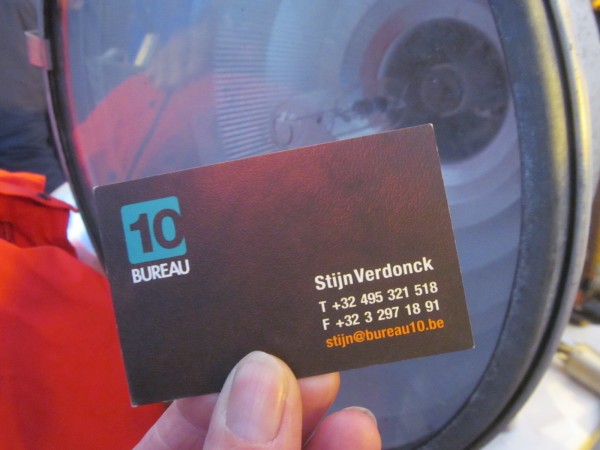 10
BUREAU
Stijn Verdonck
T +32 495 321 518
F +32 3 297 18 91
stijn@bureau10.be